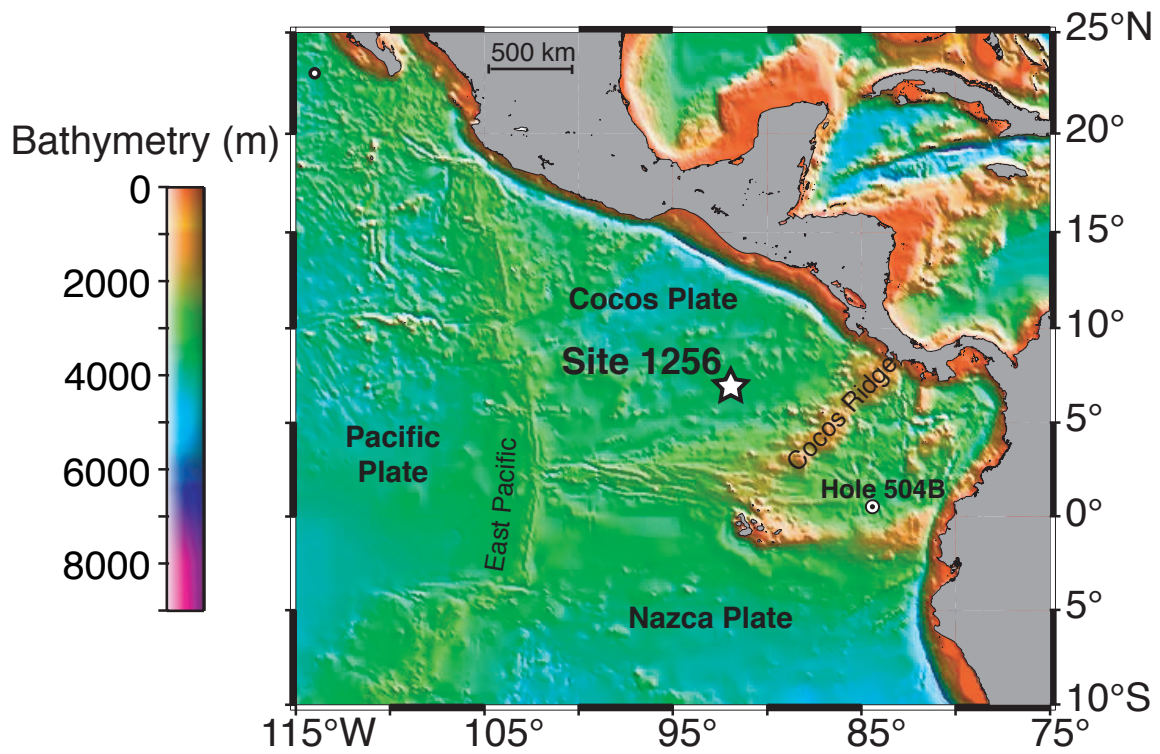 25°N
500 km
Bathymetry (m)
20°
0
15°
2000
Cocos Plate
10°
Site 1256
4000
Cocos Ridge
5°
Pacific
Plate
6000
East Pacific
Hole 504B
0°
8000
Nazca Plate
5°
10°S
115°W
105°
95°
85°
75°